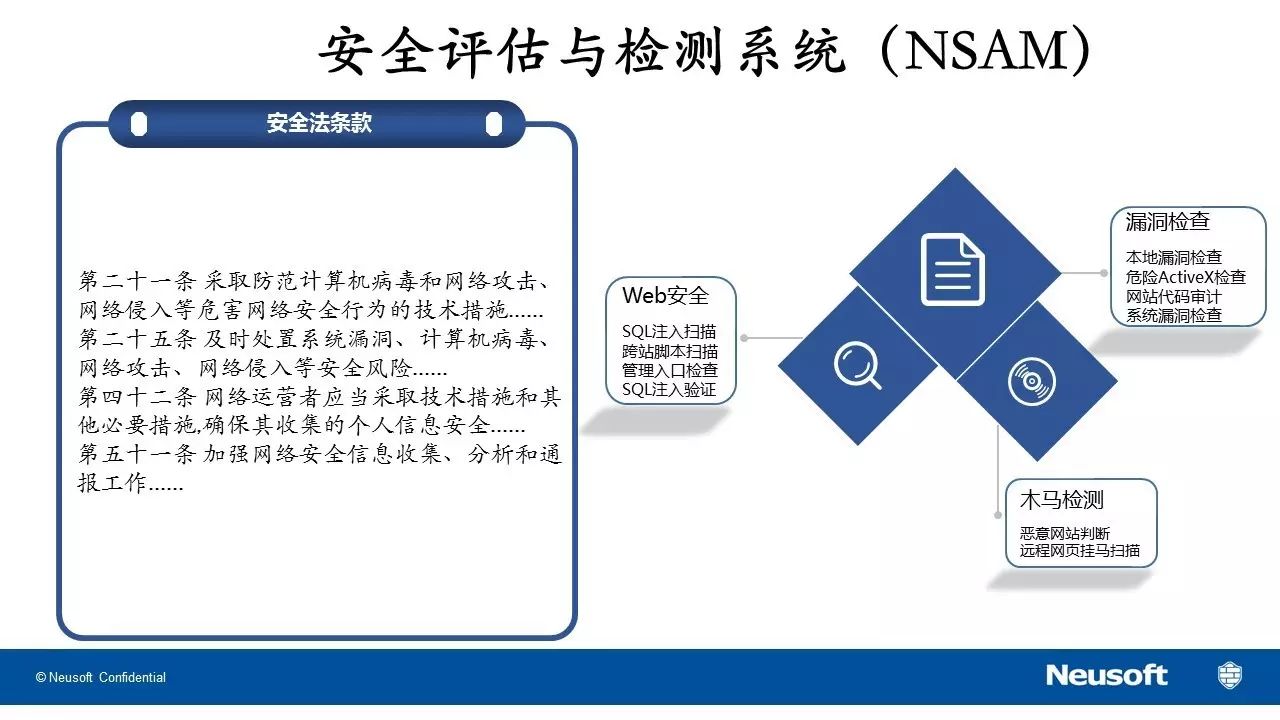 安全评估与检测系统（NSAM）
安全法条款
第二十一条 采取防范计算机病毒和网络攻击、
网络侵入等危害网络安全行为的技术措施......
第二十五条 及时处置系统漏洞、计算机病毒、
网络攻击、网络侵入等安全风险......
第四十二条 网络运营者应当采取技术措施和其
他必要措施,确保其收集的个人信息安全......
第五十一条 加强网络安全信息收集、分析和通
报工作......
Web安全
SQL注入扫描
跨站脚本扫描
管理入口检查
SQL注入验证
漏洞检查
本地漏洞检查
危险ActiveX检查
网站代码审计
系统漏洞检查
木马检测
恶意网站判断
远程网页挂马扫描
© Neusoft Confidential
Neusoft